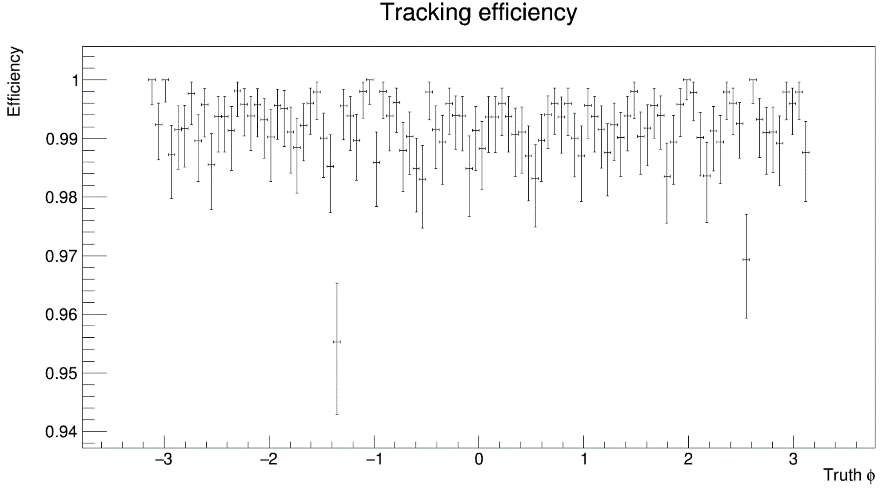 Tracking efficiency
Efficiency
1
0.99
0.98
0.97
0.96
0.95
0.94
−3 −2 −1 0 1 2 3
Truth ϕ